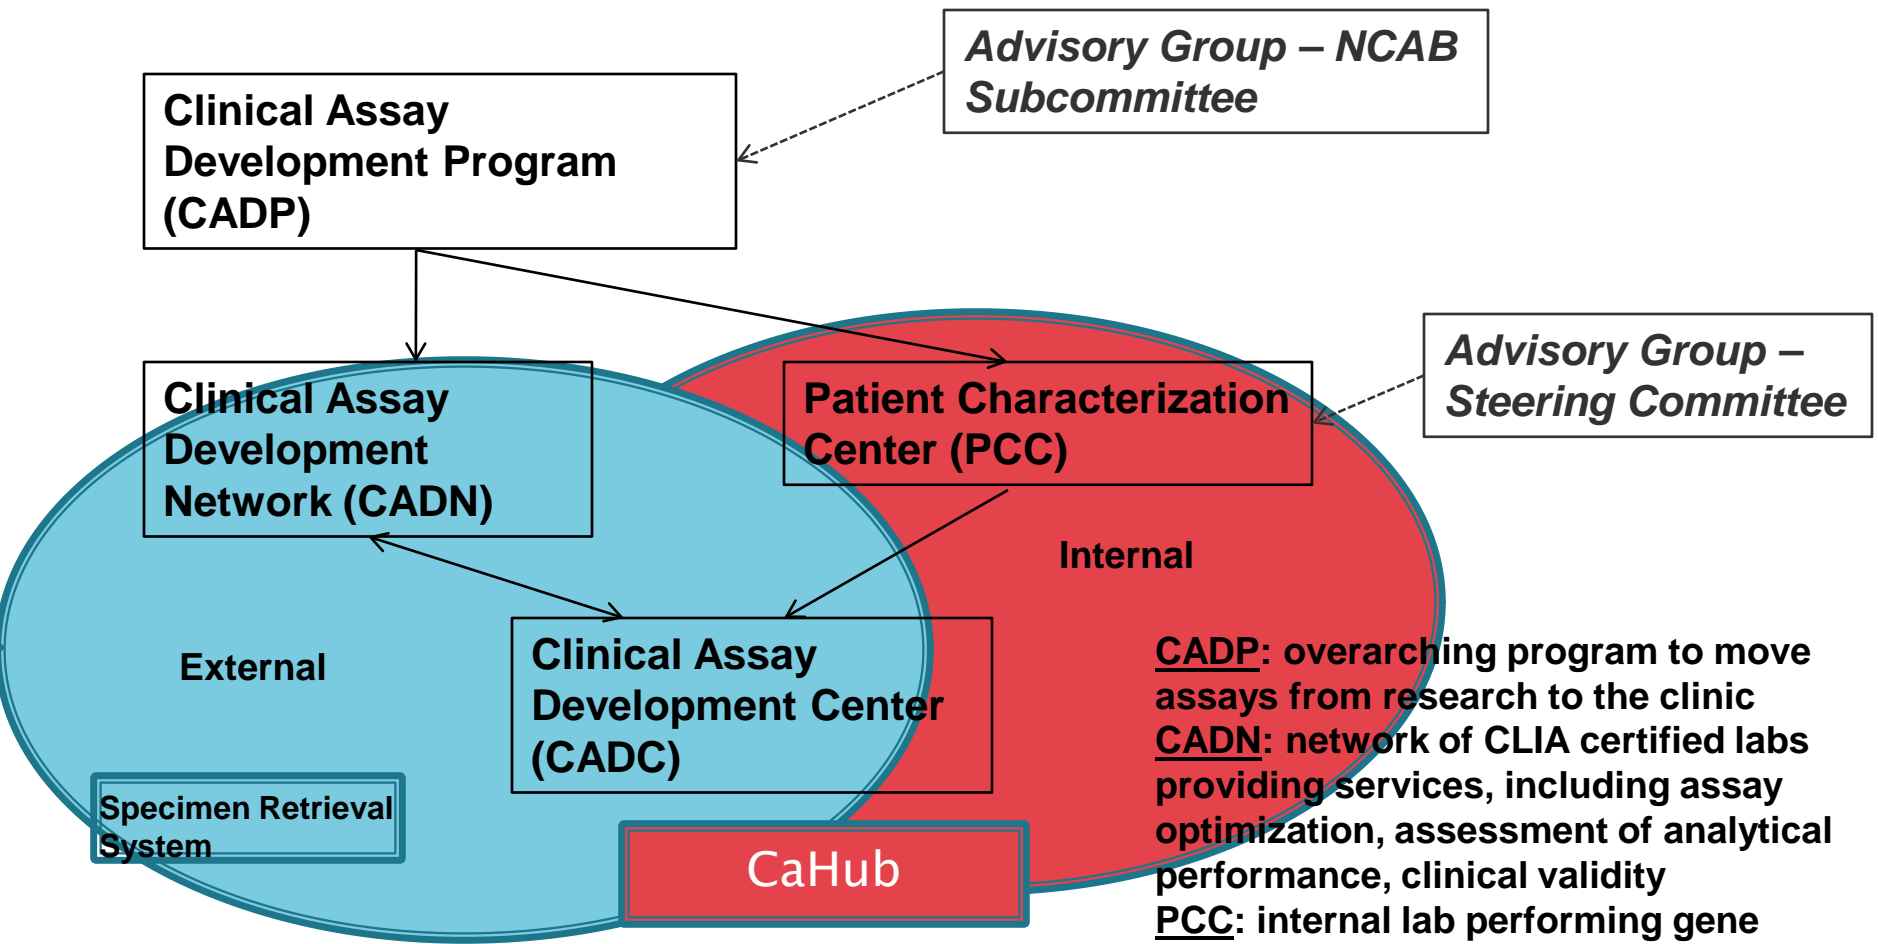 Advisory Group – NCAB
Subcommittee
Clinical Assay
Development Program
(CADP)
Advisory Group –
Steering Committee
Clinical Assay
Development
Network (CADN)
Patient Characterization
Center (PCC)
Internal
External
Clinical Assay
Development Center
(CADC)
Specimen Retrieval
System
CaHub
CADP: overarching program to move
assays from research to the clinic
CADN: network of CLIA certified labs
providing services, including assay
optimization, assessment of analytical
performance, clinical validity
PCC: internal lab performing gene